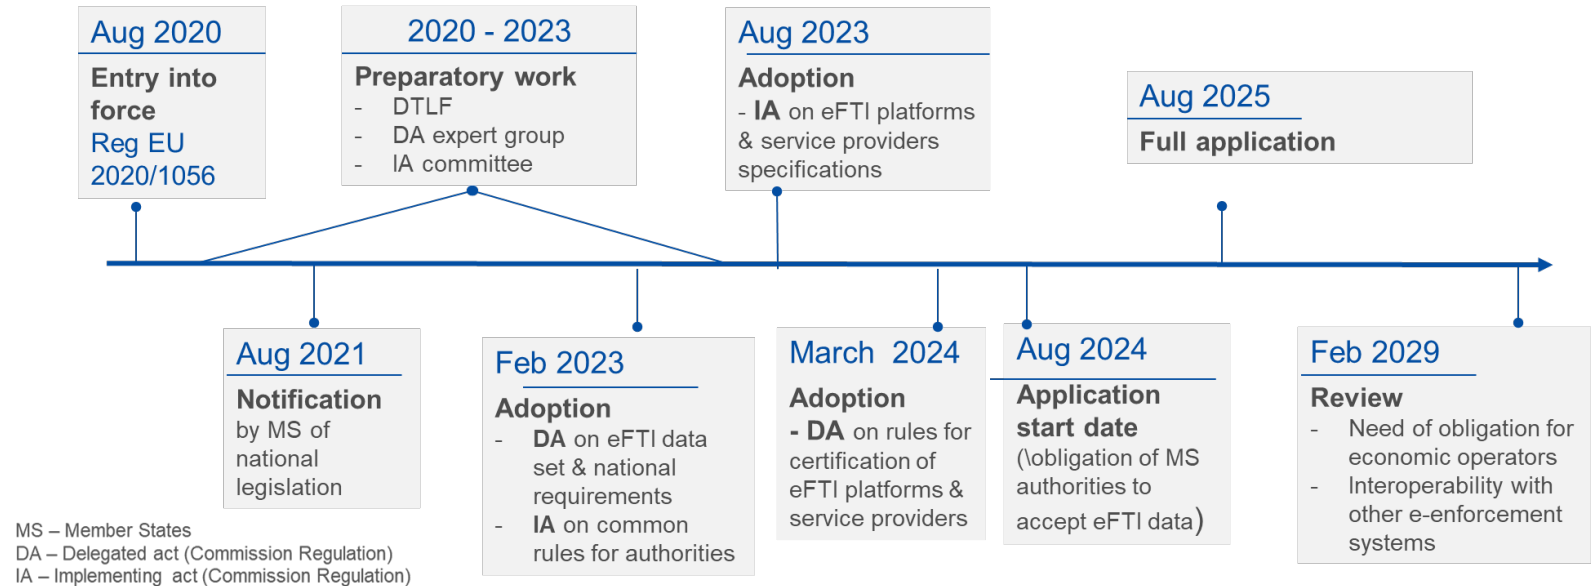 Aug 2020
Entry into
force
Reg EU
2020/1056
2020 - 2023
Preparatory work
- DTLF
- DA expert group
- IA committee
Aug 2023
Adoption
- IA on eFTI platforms
& service providers
specifications
Aug 2025
Full application
Aug 2021
Notification
by MS of
national
legislation
Feb 2023
Adoption
- DA on eFTI data
set & national
requirements
- IA on common
rules for authorities
March 2024
Adoption
- DA on rules for
certification of
eFTI platforms &
service providers
Aug 2024
Application
start date
(\obligation of MS
authorities to
accept eFTI data)
Feb 2029
Review
- Need of obligation for
economic operators
- Interoperability with
other e-enforcement
systems
MS – Member States
DA – Delegated act (Commission Regulation)
IA – Implementing act (Commission Regulation)